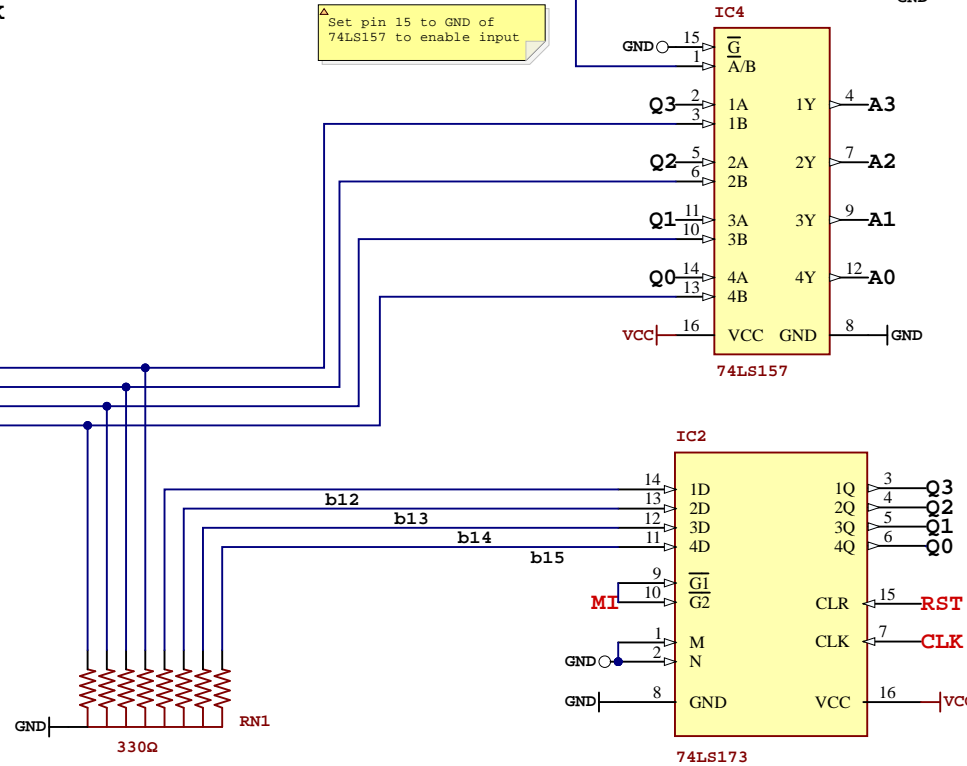 IC4
Set pin 15 to GND of
74LS157 to enable input
GND 15 G
1 A/B
Q3 2 1A 1Y 4 A3
3 1B
Q2 5 2A 2Y 7 A2
6 2B
Q1 11 3A 3Y 9 A1
10 3B
Q0 14 4A 4Y 12 A0
13 4B
VCC 16 VCC GND 8 GND
74LS157
IC2
14 1D 1Q 3 Q3
b12 13 2D 2Q 4 Q2
b13 12 3D 3Q 5 Q1
b14 11 4D 4Q 6 Q0
b15
9 G1
MI 10 G2 CLR 15 RST
1 M CLK 7 CLK
GND 2 N
GND 8 GND VCC 16
GND RN1
330Ω
74LS173